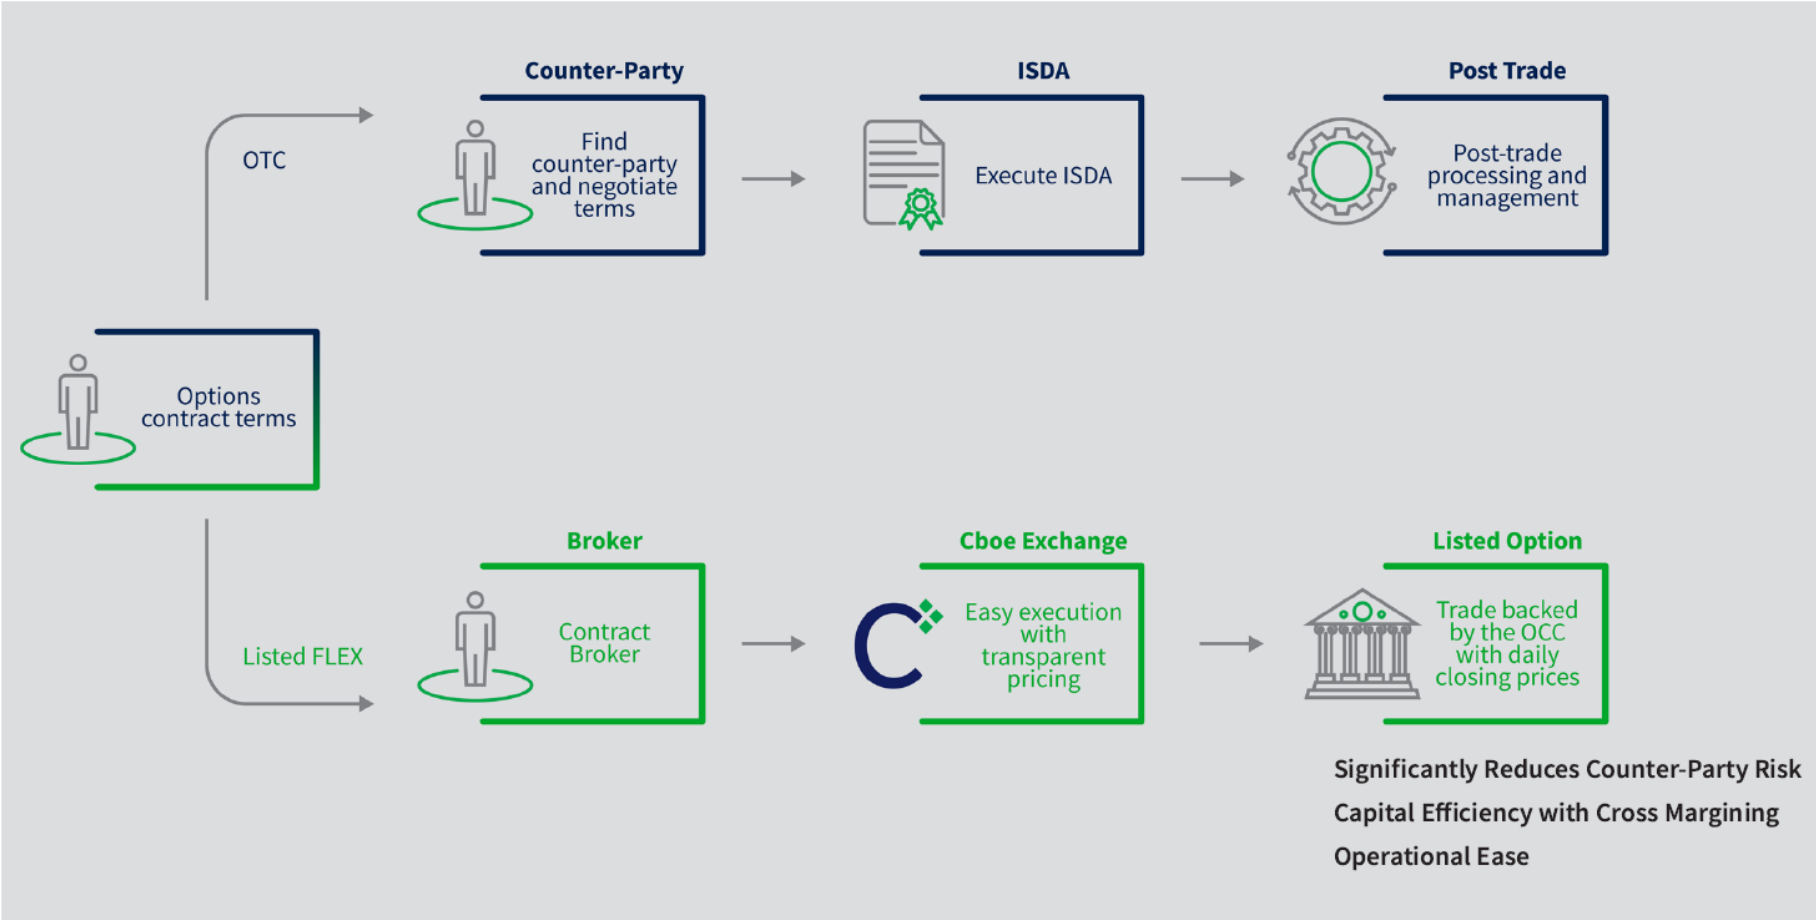 Counter-Party
Find
counter-party
and negotiate
terms
ISDA
Execute ISDA
Post Trade
Post-trade
processing and
management
OTC
Options
contract terms
Listed FLEX
Broker
Contract
Broker
Cboe Exchange
Easy execution
with
transparent
pricing
Listed Option
Trade backed
by the OCC
with daily
closing prices
Significantly Reduces Counter-Party Risk
Capital Efficiency with Cross Margining
Operational Ease